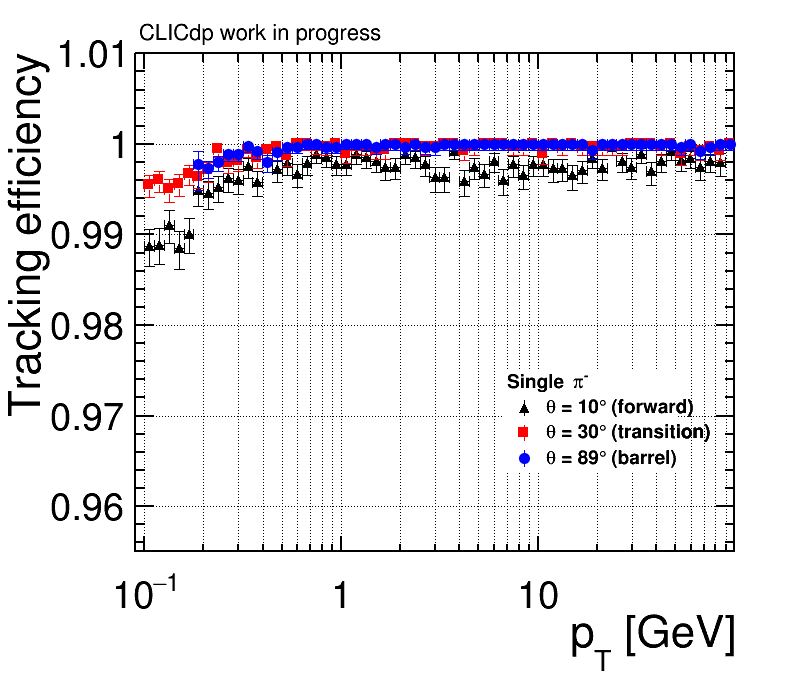 CLICdp work in progress
Tracking efficiency
1.01
1
0.99
0.98
0.97
0.96
Single π⁻
θ = 10° (forward)
θ = 30° (transition)
θ = 89° (barrel)
10⁻¹ 1 10
p_T [GeV]